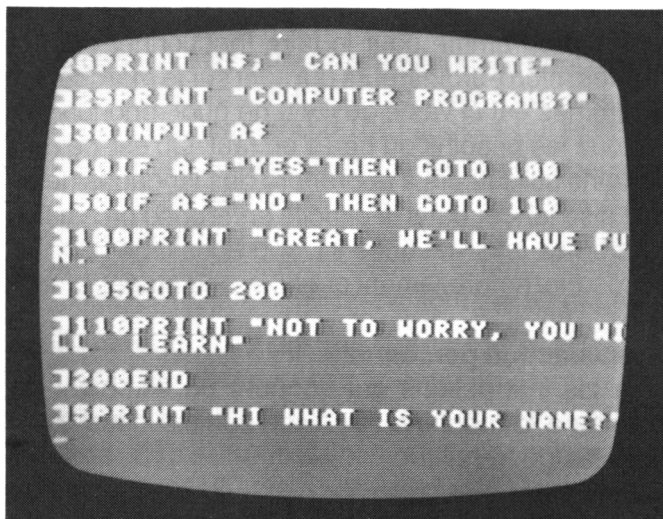 20PRINT N$;" CAN YOU WRITE"
]25PRINT "COMPUTER PROGRAMS?"
]30INPUT A$
]40IF A$="YES"THEN GOTO 100
]50IF A$="NO" THEN GOTO 110
]100PRINT "GREAT, WE'LL HAVE FU
N."
]105GOTO 200
]110PRINT "NOT TO WORRY, YOU WI
LL  LEARN"
]200END
]5PRINT "HI WHAT IS YOUR NAME?"